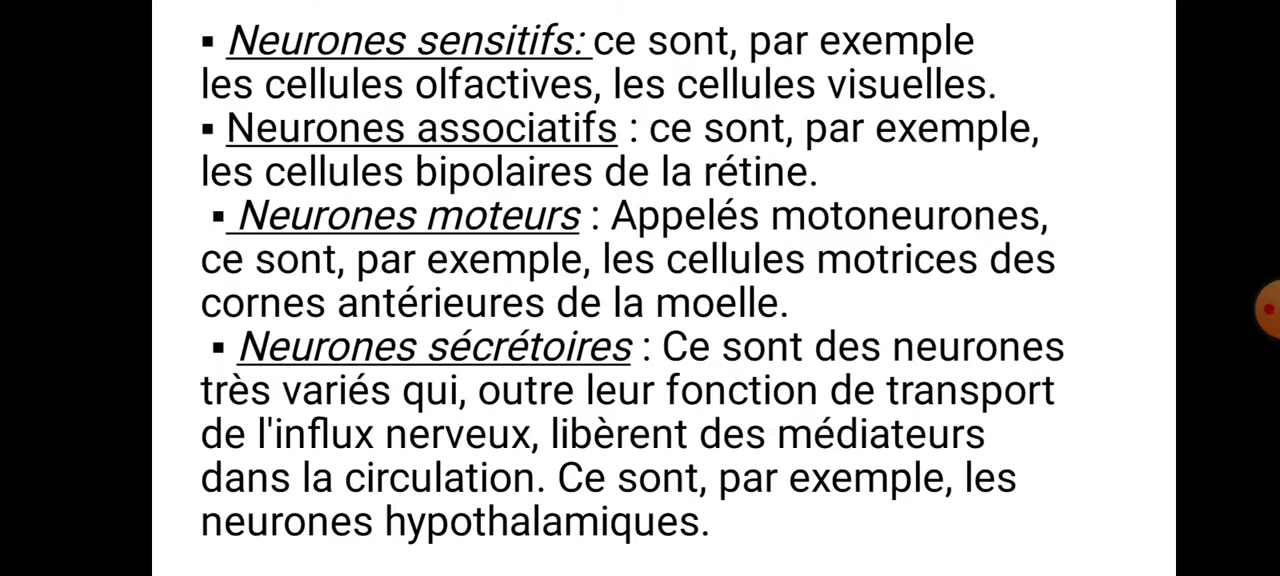 ▪ Neurones sensitifs: ce sont, par exemple
les cellules olfactives, les cellules visuelles.
▪ Neurones associatifs : ce sont, par exemple,
les cellules bipolaires de la rétine.
▪ Neurones moteurs : Appelés motoneurones,
ce sont, par exemple, les cellules motrices des
cornes antérieures de la moelle.
▪ Neurones sécrétoires : Ce sont des neurones
très variés qui, outre leur fonction de transport
de l'influx nerveux, libèrent des médiateurs
dans la circulation. Ce sont, par exemple, les
neurones hypothalamiques.